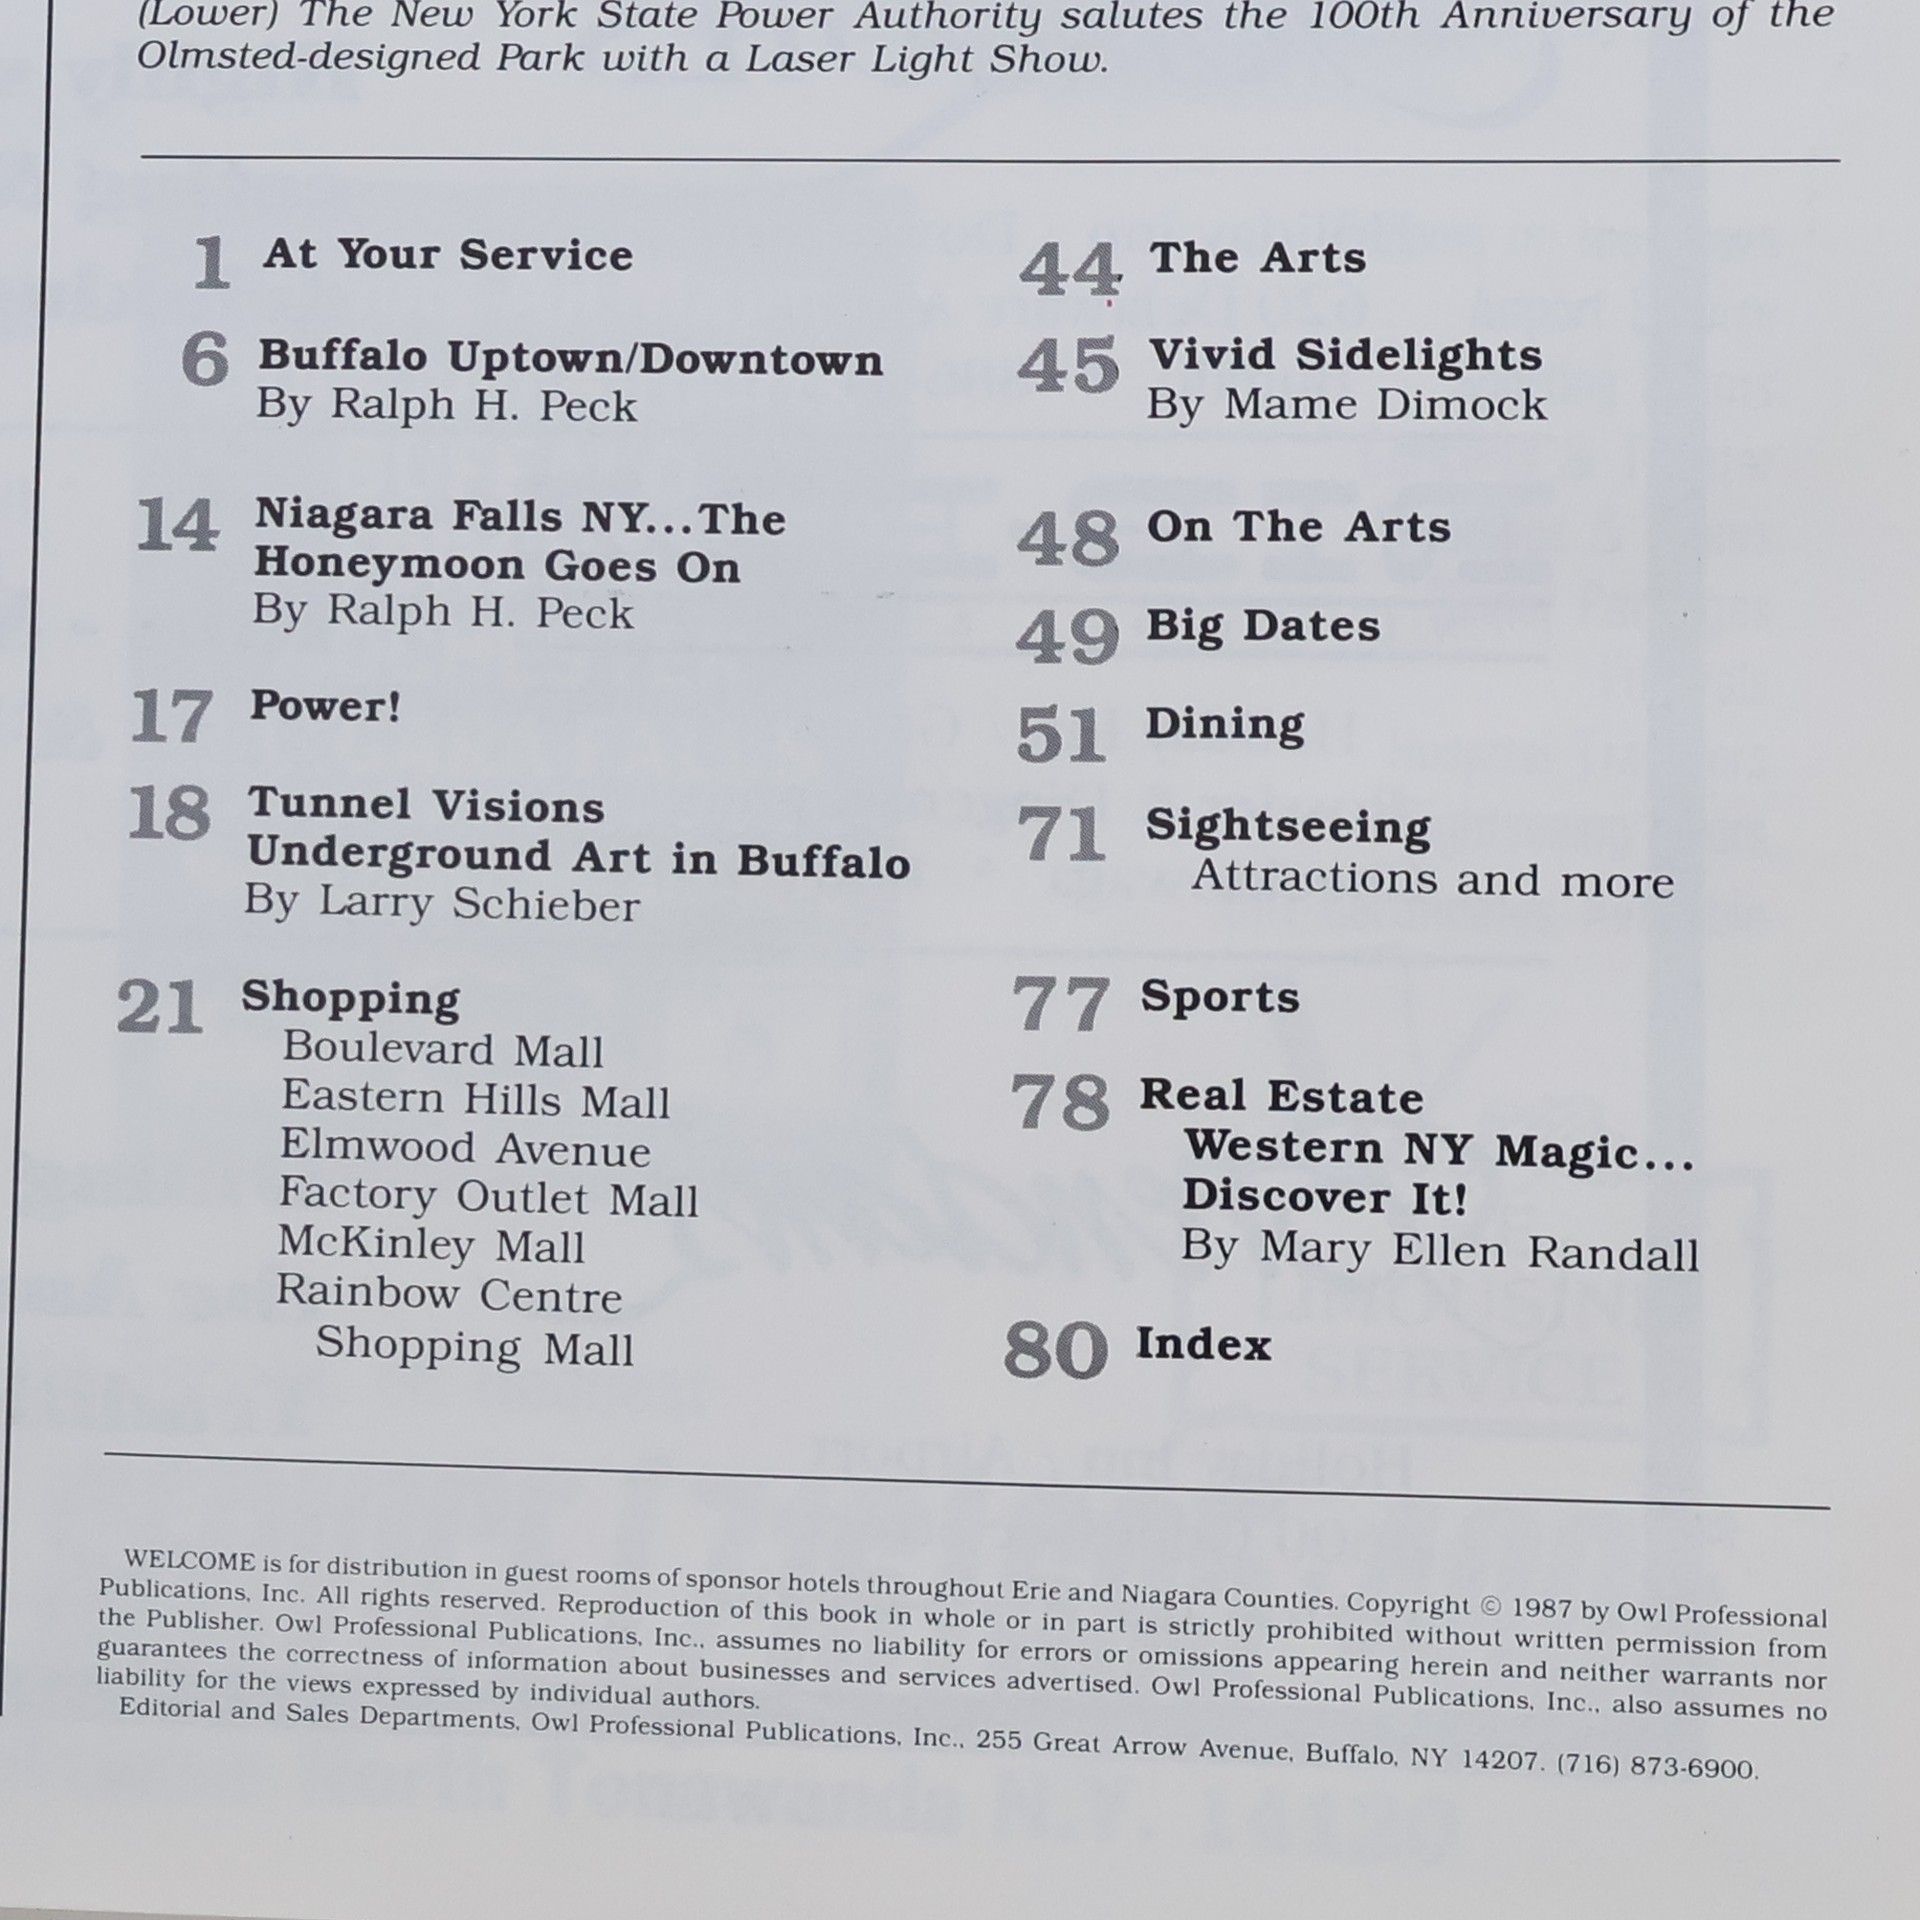 (Lower) The New York State Power Authority salutes the 100th Anniversary of the
Olmsted-designed Park with a Laser Light Show.
1 At Your Service
6 Buffalo Uptown/Downtown
By Ralph H. Peck
14 Niagara Falls NY...The
Honeymoon Goes On
By Ralph H. Peck
17 Power!
18 Tunnel Visions
Underground Art in Buffalo
By Larry Schieber
21 Shopping
Boulevard Mall
Eastern Hills Mall
Elmwood Avenue
Factory Outlet Mall
McKinley Mall
Rainbow Centre
Shopping Mall
44 The Arts
45 Vivid Sidelights
By Mame Dimock
48 On The Arts
49 Big Dates
51 Dining
71 Sightseeing
Attractions and more
77 Sports
78 Real Estate
Western NY Magic...
Discover It!
By Mary Ellen Randall
80 Index
WELCOME is for distribution in guest rooms of sponsor hotels throughout Erie and Niagara Counties. Copyright © 1987 by Owl Professional
Publications, Inc. All rights reserved. Reproduction of this book in whole or in part is strictly prohibited without written permission from
the Publisher. Owl Professional Publications, Inc., assumes no liability for errors or omissions appearing herein and neither warrants nor
guarantees the correctness of information about businesses and services advertised. Owl Professional Publications, Inc., also assumes no
liability for the views expressed by individual authors.
Editorial and Sales Departments, Owl Professional Publications, Inc., 255 Great Arrow Avenue, Buffalo, NY 14207. (716) 873-6900.